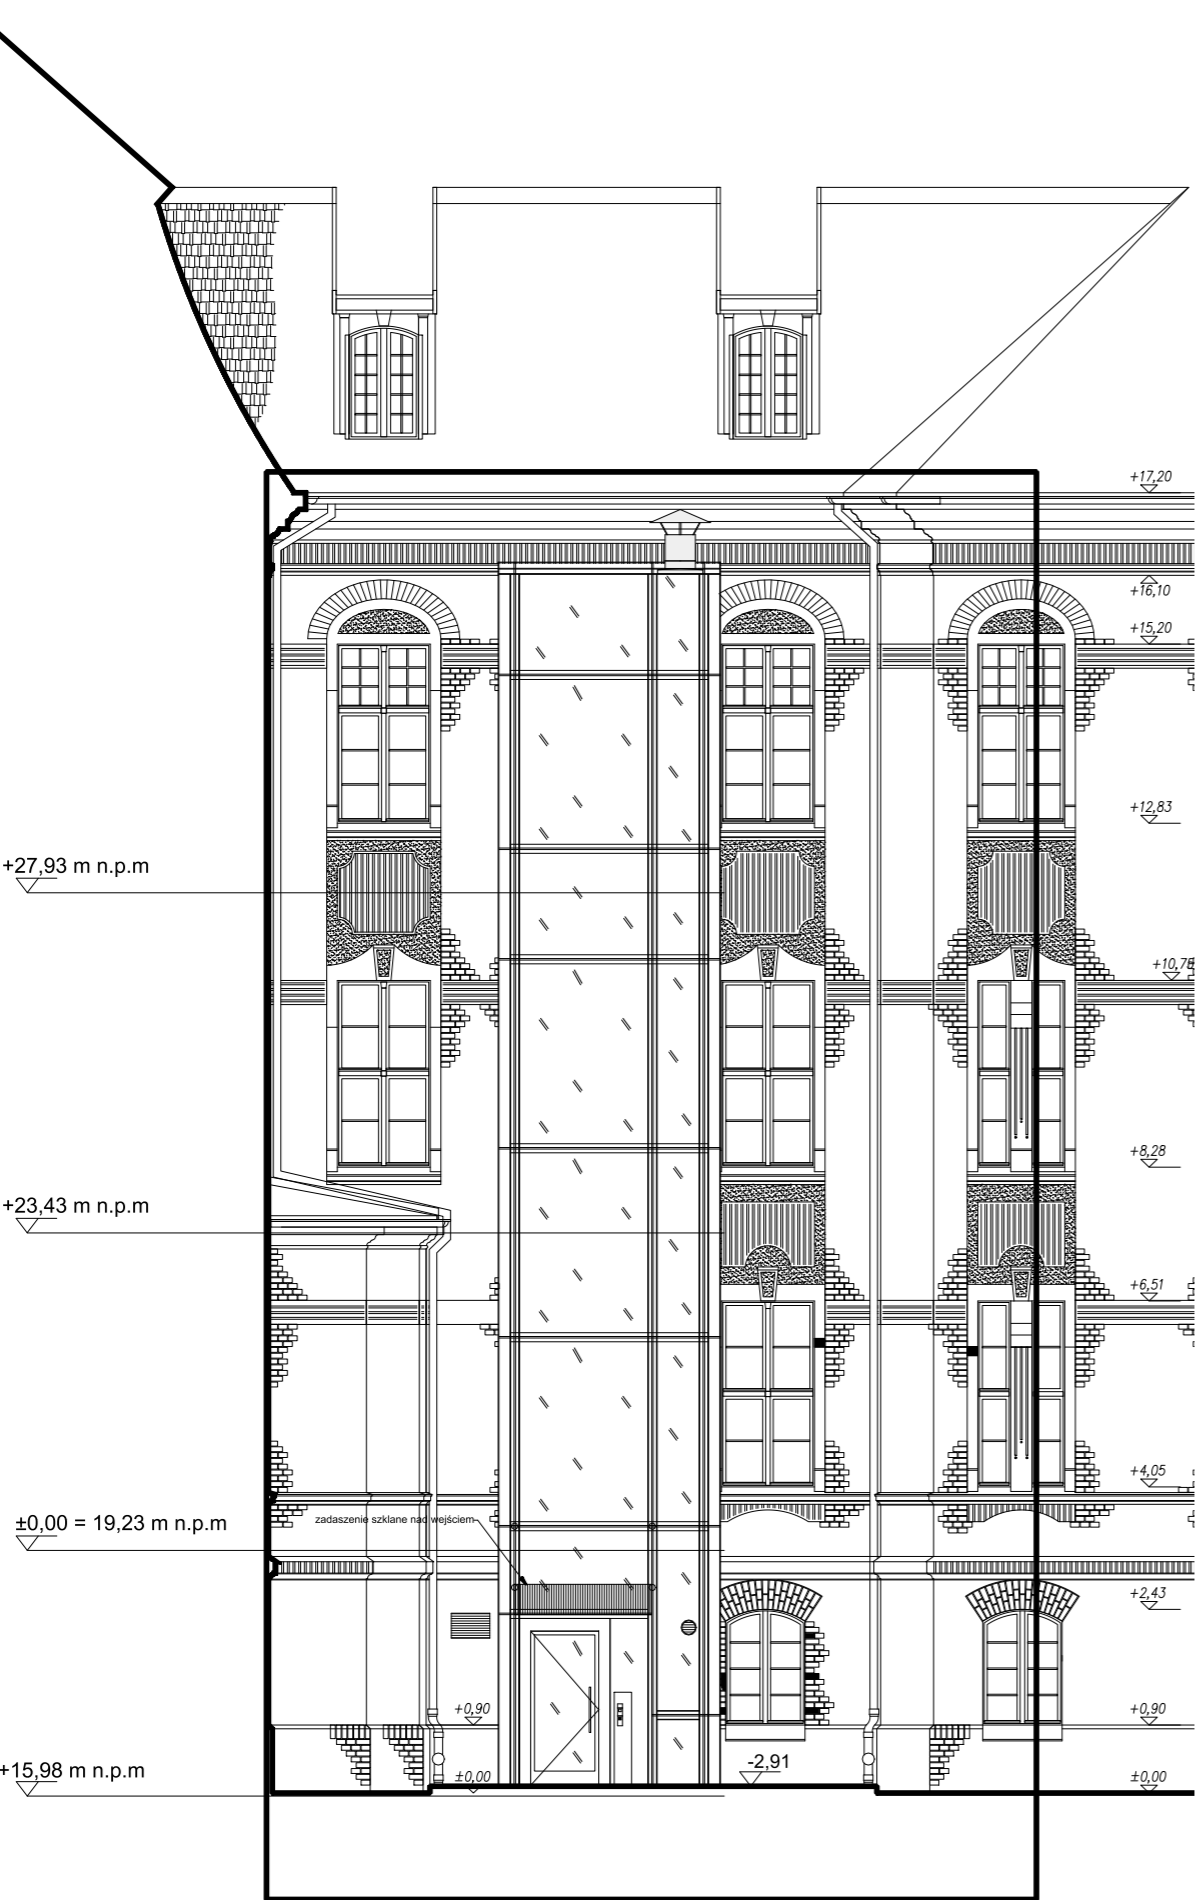 +17,20
+16,10
+15,20
+12,83
+27,93 m n.p.m
+10,78
+8,28
+23,43 m n.p.m
+6,51
+4,05
±0,00 = 19,23 m n.p.m
zadaszenie szklane nad wejściem
+2,43
+0,90
+0,90
+15,98 m n.p.m
±0,00
-2,91
±0,00